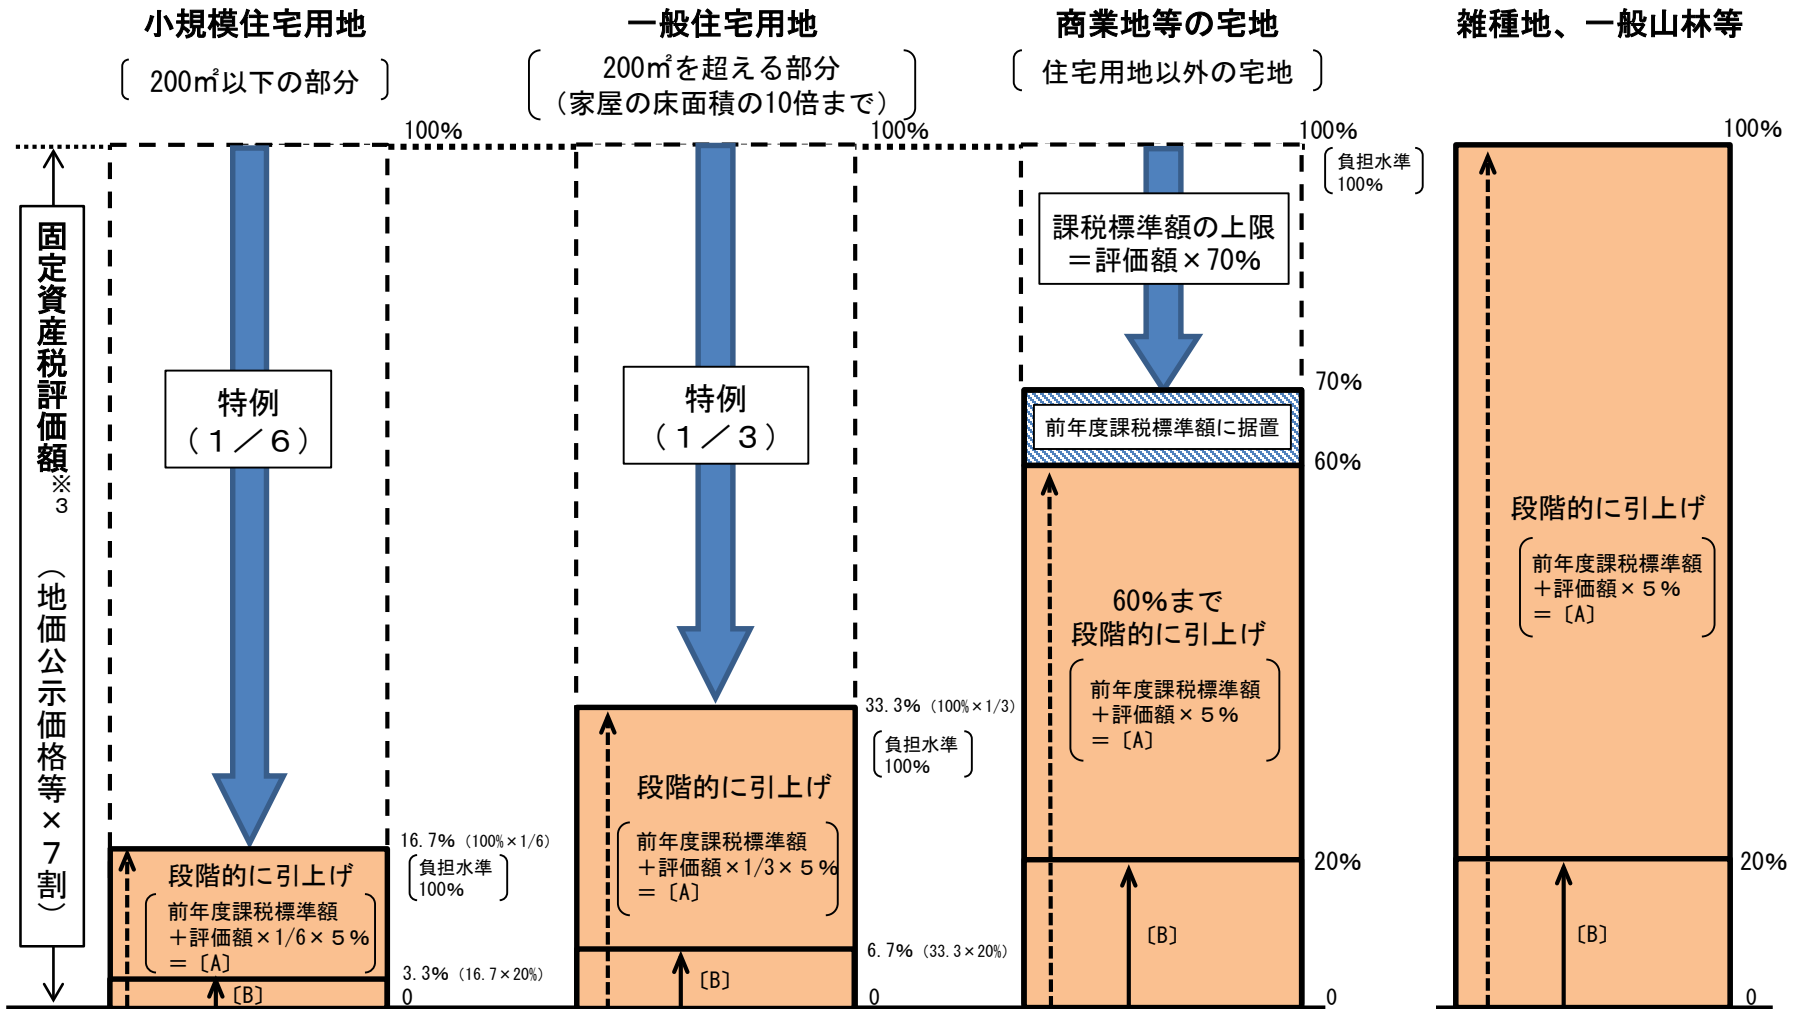 小規模住宅用地
200㎡以下の部分
一般住宅用地
200㎡を超える部分
（家屋の床面積の10倍まで）
商業地等の宅地
住宅用地以外の宅地
雑種地、一般山林等
固定資産税評価額※3
（地価公示価格等×7割）
100%
特例
（１／６）
16.7%（100%×1/6）
負担水準
100%
段階的に引上げ
前年度課税標準額
＋評価額×1/6×５%
＝〔A〕
3.3%（16.7×20%）
〔B〕
0
100%
特例
（１／３）
33.3%（100%×1/3）
負担水準
100%
段階的に引上げ
前年度課税標準額
＋評価額×1/3×５%
＝〔A〕
6.7%（33.3×20%）
〔B〕
0
100%
負担水準
100%
課税標準額の上限
＝評価額×70%
70%
前年度課税標準額に据置
60%
60%まで
段階的に引上げ
前年度課税標準額
＋評価額×５%
＝〔A〕
20%
〔B〕
0
100%
段階的に引上げ
前年度課税標準額
＋評価額×５%
＝〔A〕
20%
〔B〕
0